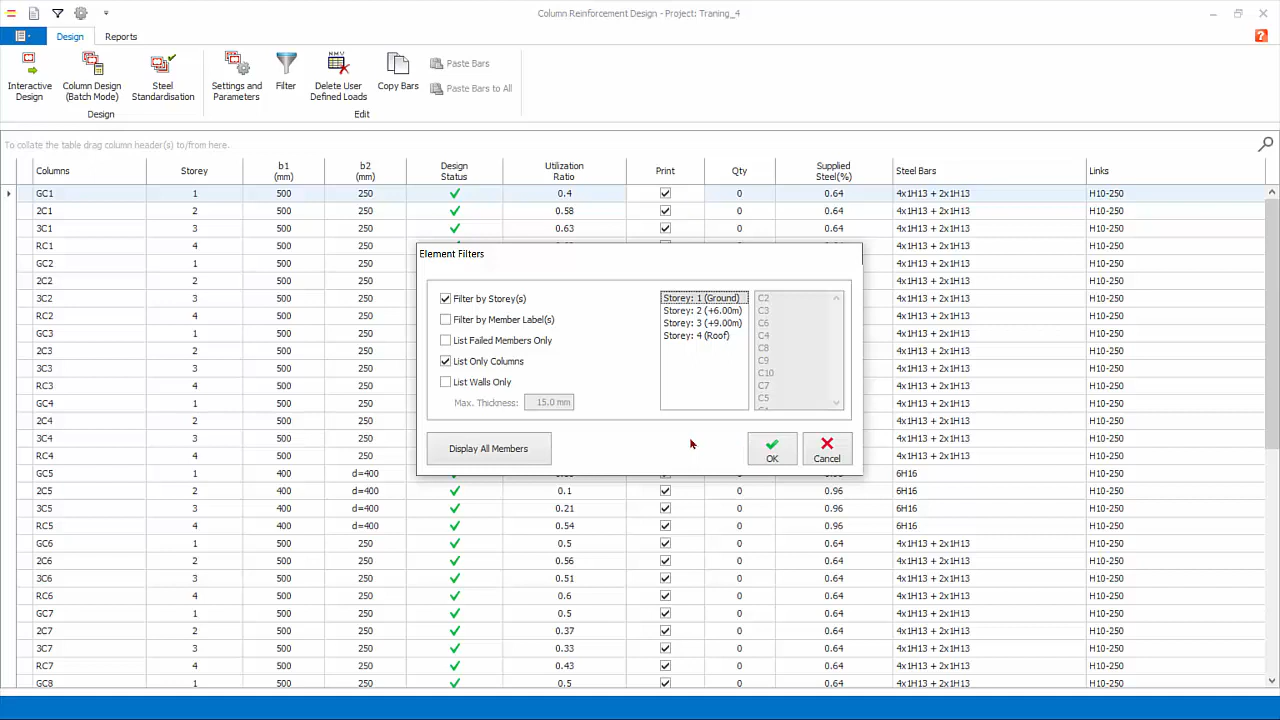 Column Reinforcement Design - Project: Traning_4
Design Reports
Interactive Design
Column Design (Batch Mode)
Steel Standardisation
Settings and Parameters
Filter
Delete User Defined Loads
Copy Bars
Paste Bars
Paste Bars to All
Design Edit
To collate the table drag column header(s) to/from here.
Columns Storey b1 (mm) b2 (mm) Design Status Utilization Ratio Print Qty Supplied Steel(%) Steel Bars Links
GC1 1 500 250 0.4 0 0.64 4x1H13 + 2x1H13 H10-250
2C1 2 500 250 0.58 0 0.64 4x1H13 + 2x1H13 H10-250
3C1 3 500 250 0.63 0 0.64 4x1H13 + 2x1H13 H10-250
RC1 4 500 250 0.64 4x1H13 + 2x1H13 H10-250
GC2 1 500 250 4x1H13 + 2x1H13 H10-250
2C2 2 500 250 4x1H13 + 2x1H13 H10-250
3C2 3 500 250 4x1H13 + 2x1H13 H10-250
RC2 4 500 250 4x1H13 + 2x1H13 H10-250
GC3 1 500 250 4x1H13 + 2x1H13 H10-250
2C3 2 500 250 4x1H13 + 2x1H13 H10-250
3C3 3 500 250 4x1H13 + 2x1H13 H10-250
RC3 4 500 250 4x1H13 + 2x1H13 H10-250
GC4 1 500 250 4x1H13 + 2x1H13 H10-250
2C4 2 500 250 4x1H13 + 2x1H13 H10-250
3C4 3 500 250 4x1H13 + 2x1H13 H10-250
RC4 4 500 250 4x1H13 + 2x1H13 H10-250
GC5 1 400 d=400 6H16 H10-250
2C5 2 400 d=400 0.1 0 0.96 6H16 H10-250
3C5 3 400 d=400 0.21 0 0.96 6H16 H10-250
RC5 4 400 d=400 0.54 0 0.96 6H16 H10-250
GC6 1 500 250 0.5 0 0.64 4x1H13 + 2x1H13 H10-250
2C6 2 500 250 0.56 0 0.64 4x1H13 + 2x1H13 H10-250
3C6 3 500 250 0.51 0 0.64 4x1H13 + 2x1H13 H10-250
RC6 4 500 250 0.6 0 0.64 4x1H13 + 2x1H13 H10-250
GC7 1 500 250 0.5 0 0.64 4x1H13 + 2x1H13 H10-250
2C7 2 500 250 0.37 0 0.64 4x1H13 + 2x1H13 H10-250
3C7 3 500 250 0.33 0 0.64 4x1H13 + 2x1H13 H10-250
RC7 4 500 250 0.43 0 0.64 4x1H13 + 2x1H13 H10-250
GC8 1 500 250 0.5 0 0.64 4x1H13 + 2x1H13 H10-250
Element Filters
Filter by Storey(s)
Filter by Member Label(s)
List Failed Members Only
List Only Columns
List Walls Only
Max. Thickness: 15.0 mm
Storey: 1 (Ground)
Storey: 2 (+6.00m)
Storey: 3 (+9.00m)
Storey: 4 (Roof)
C2
C3
C6
C4
C8
C9
C10
C7
C5
Display All Members
OK
Cancel